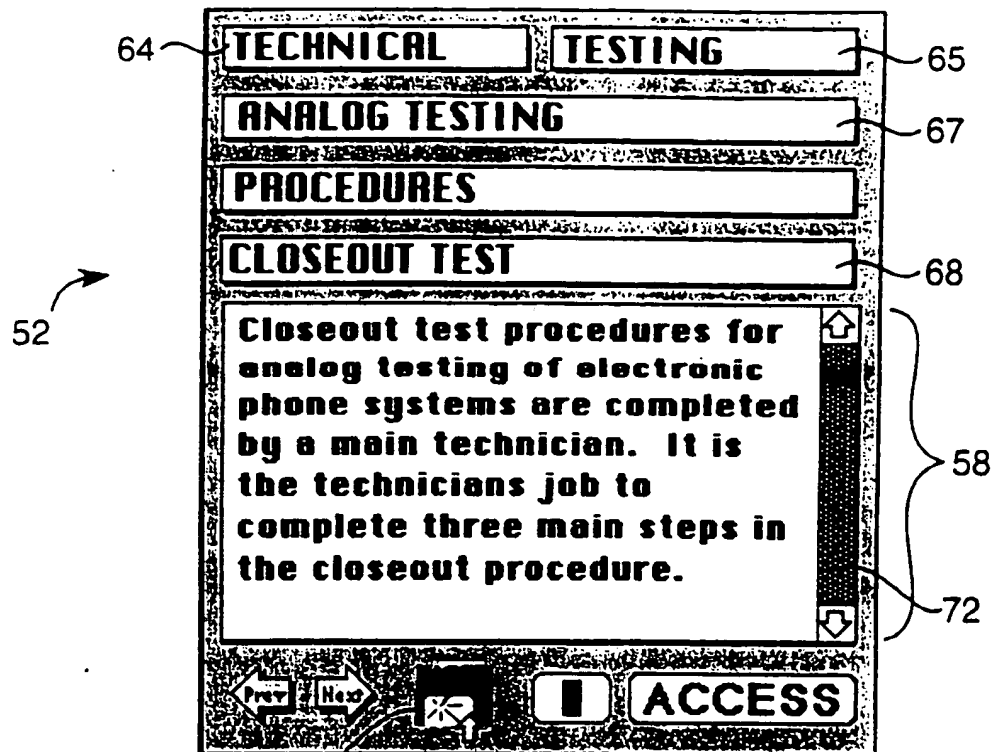 64 TECHNICAL TESTING 65
ANALOG TESTING 67
PROCEDURES
CLOSEOUT TEST 68
52
Closeout test procedures for
analog testing of electronic
phone systems are completed
by a main technician. It is
the technicians job to
complete three main steps in
the closeout procedure.
58
72
Prev Next ACCESS